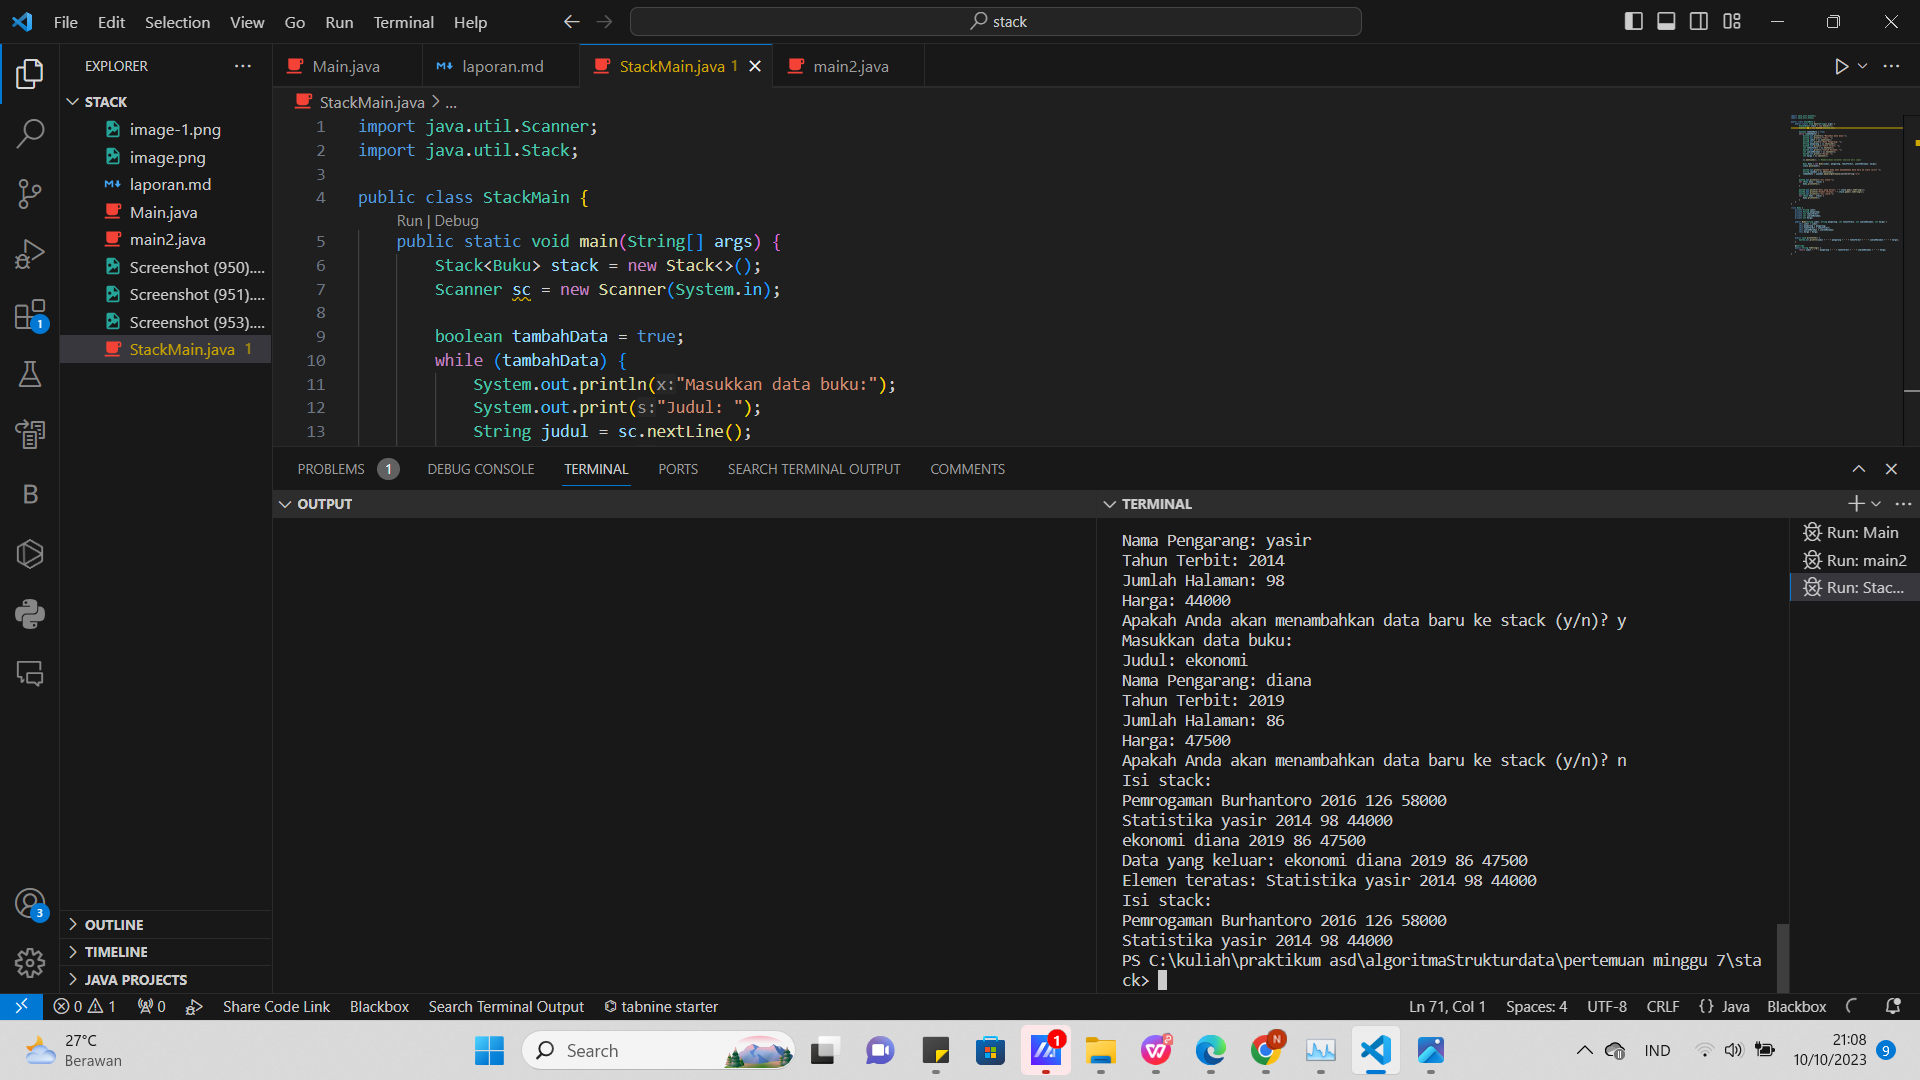 File Edit Selection View Go Run Terminal Help
stack
EXPLORER
STACK
image-1.png
image.png
laporan.md
Main.java
main2.java
Screenshot (950)....
Screenshot (951)....
Screenshot (953)....
StackMain.java 1
OUTLINE
TIMELINE
JAVA PROJECTS
Main.java laporan.md StackMain.java 1 main2.java
StackMain.java > ...
1 import java.util.Scanner;
2 import java.util.Stack;
3
4 public class StackMain {
Run | Debug
5 public static void main(String[] args) {
6 Stack<Buku> stack = new Stack<>();
7 Scanner sc = new Scanner(System.in);
8
9 boolean tambahData = true;
10 while (tambahData) {
11 System.out.println(x:"Masukkan data buku:");
12 System.out.print(s:"Judul: ");
13 String judul = sc.nextLine();
PROBLEMS 1 DEBUG CONSOLE TERMINAL PORTS SEARCH TERMINAL OUTPUT COMMENTS
OUTPUT
TERMINAL
Nama Pengarang: yasir
Tahun Terbit: 2014
Jumlah Halaman: 98
Harga: 44000
Apakah Anda akan menambahkan data baru ke stack (y/n)? y
Masukkan data buku:
Judul: ekonomi
Nama Pengarang: diana
Tahun Terbit: 2019
Jumlah Halaman: 86
Harga: 47500
Apakah Anda akan menambahkan data baru ke stack (y/n)? n
Isi stack:
Pemrogaman Burhantoro 2016 126 58000
Statistika yasir 2014 98 44000
ekonomi diana 2019 86 47500
Data yang keluar: ekonomi diana 2019 86 47500
Elemen teratas: Statistika yasir 2014 98 44000
Isi stack:
Pemrogaman Burhantoro 2016 126 58000
Statistika yasir 2014 98 44000
PS C:\kuliah\praktikum asd\algoritmaStrukturdata\pertemuan minggu 7\sta
ck>
Run: Main
Run: main2
Run: Stac...
1
B
3
0 1 0 Share Code Link Blackbox Search Terminal Output tabnine starter
Ln 71, Col 1 Spaces: 4 UTF-8 CRLF {} Java Blackbox
27°C
Berawan
Search
1
N
IND
21:08
10/10/2023
9